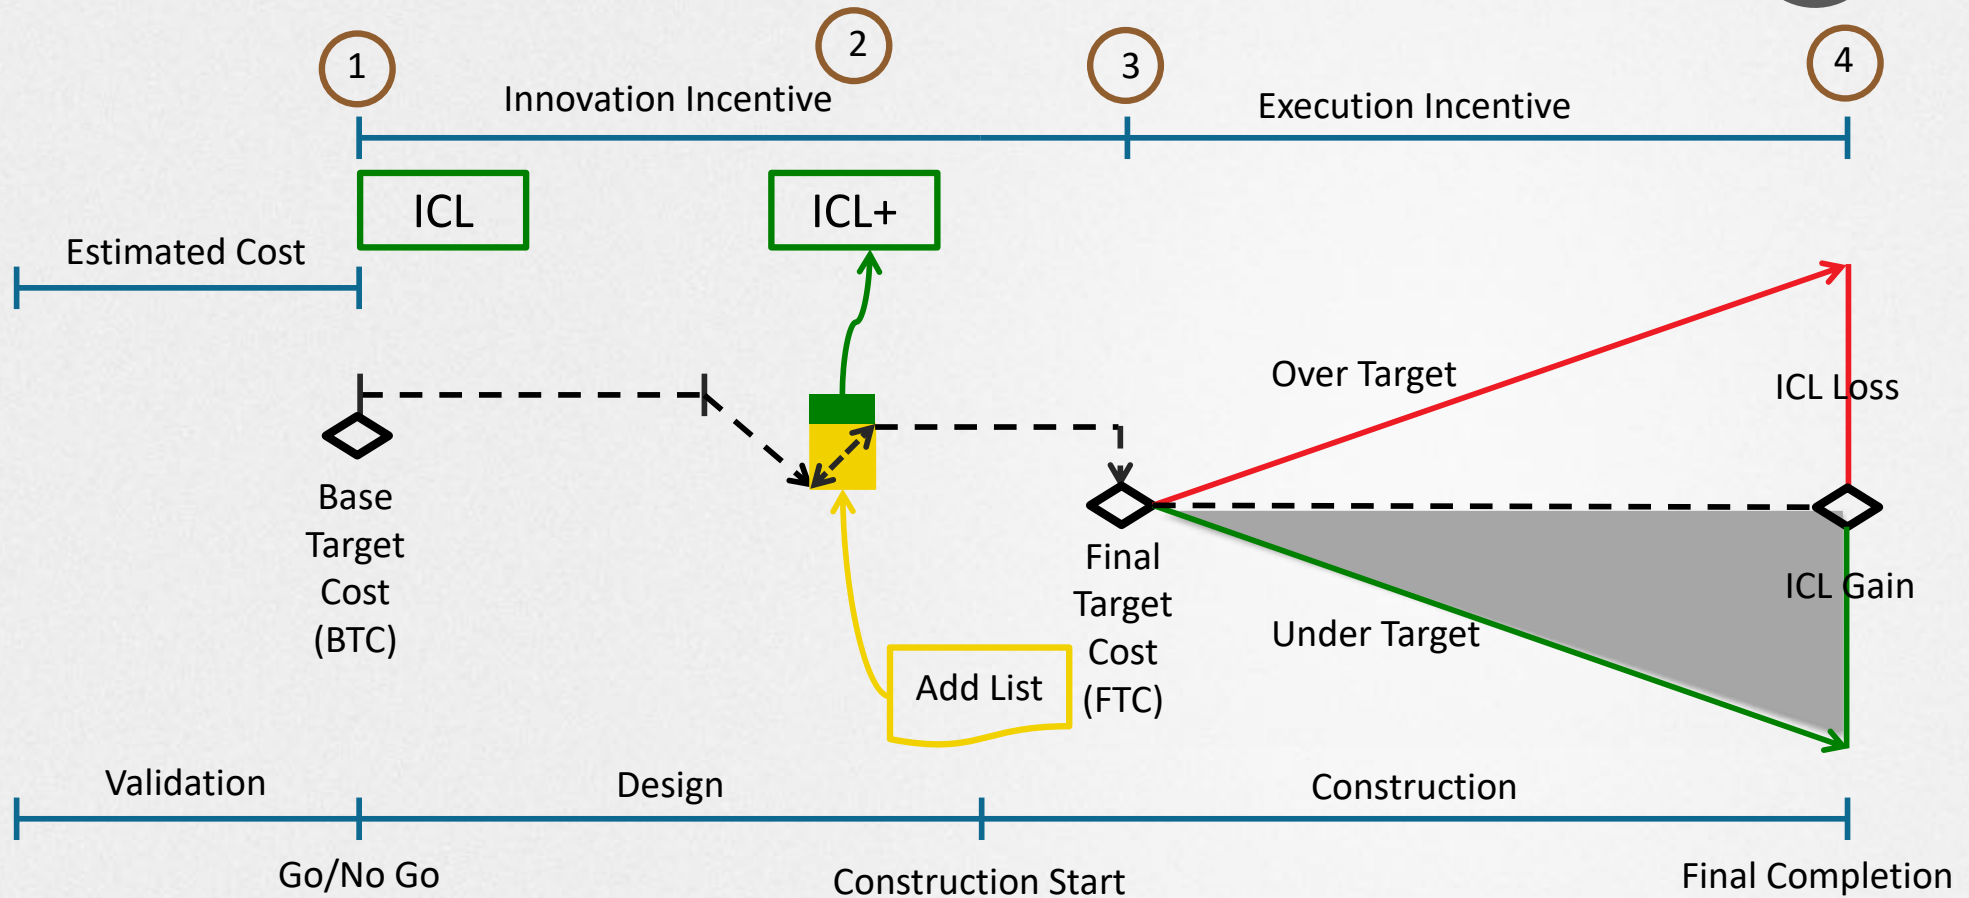 1
2
3
4
Innovation Incentive
Execution Incentive
ICL
ICL+
Estimated Cost
Over Target
ICL Loss
Base
Target
Cost
(BTC)
Final
Target
Cost
(FTC)
ICL Gain
Under Target
Add List
Validation
Design
Construction
Go/No Go
Construction Start
Final Completion